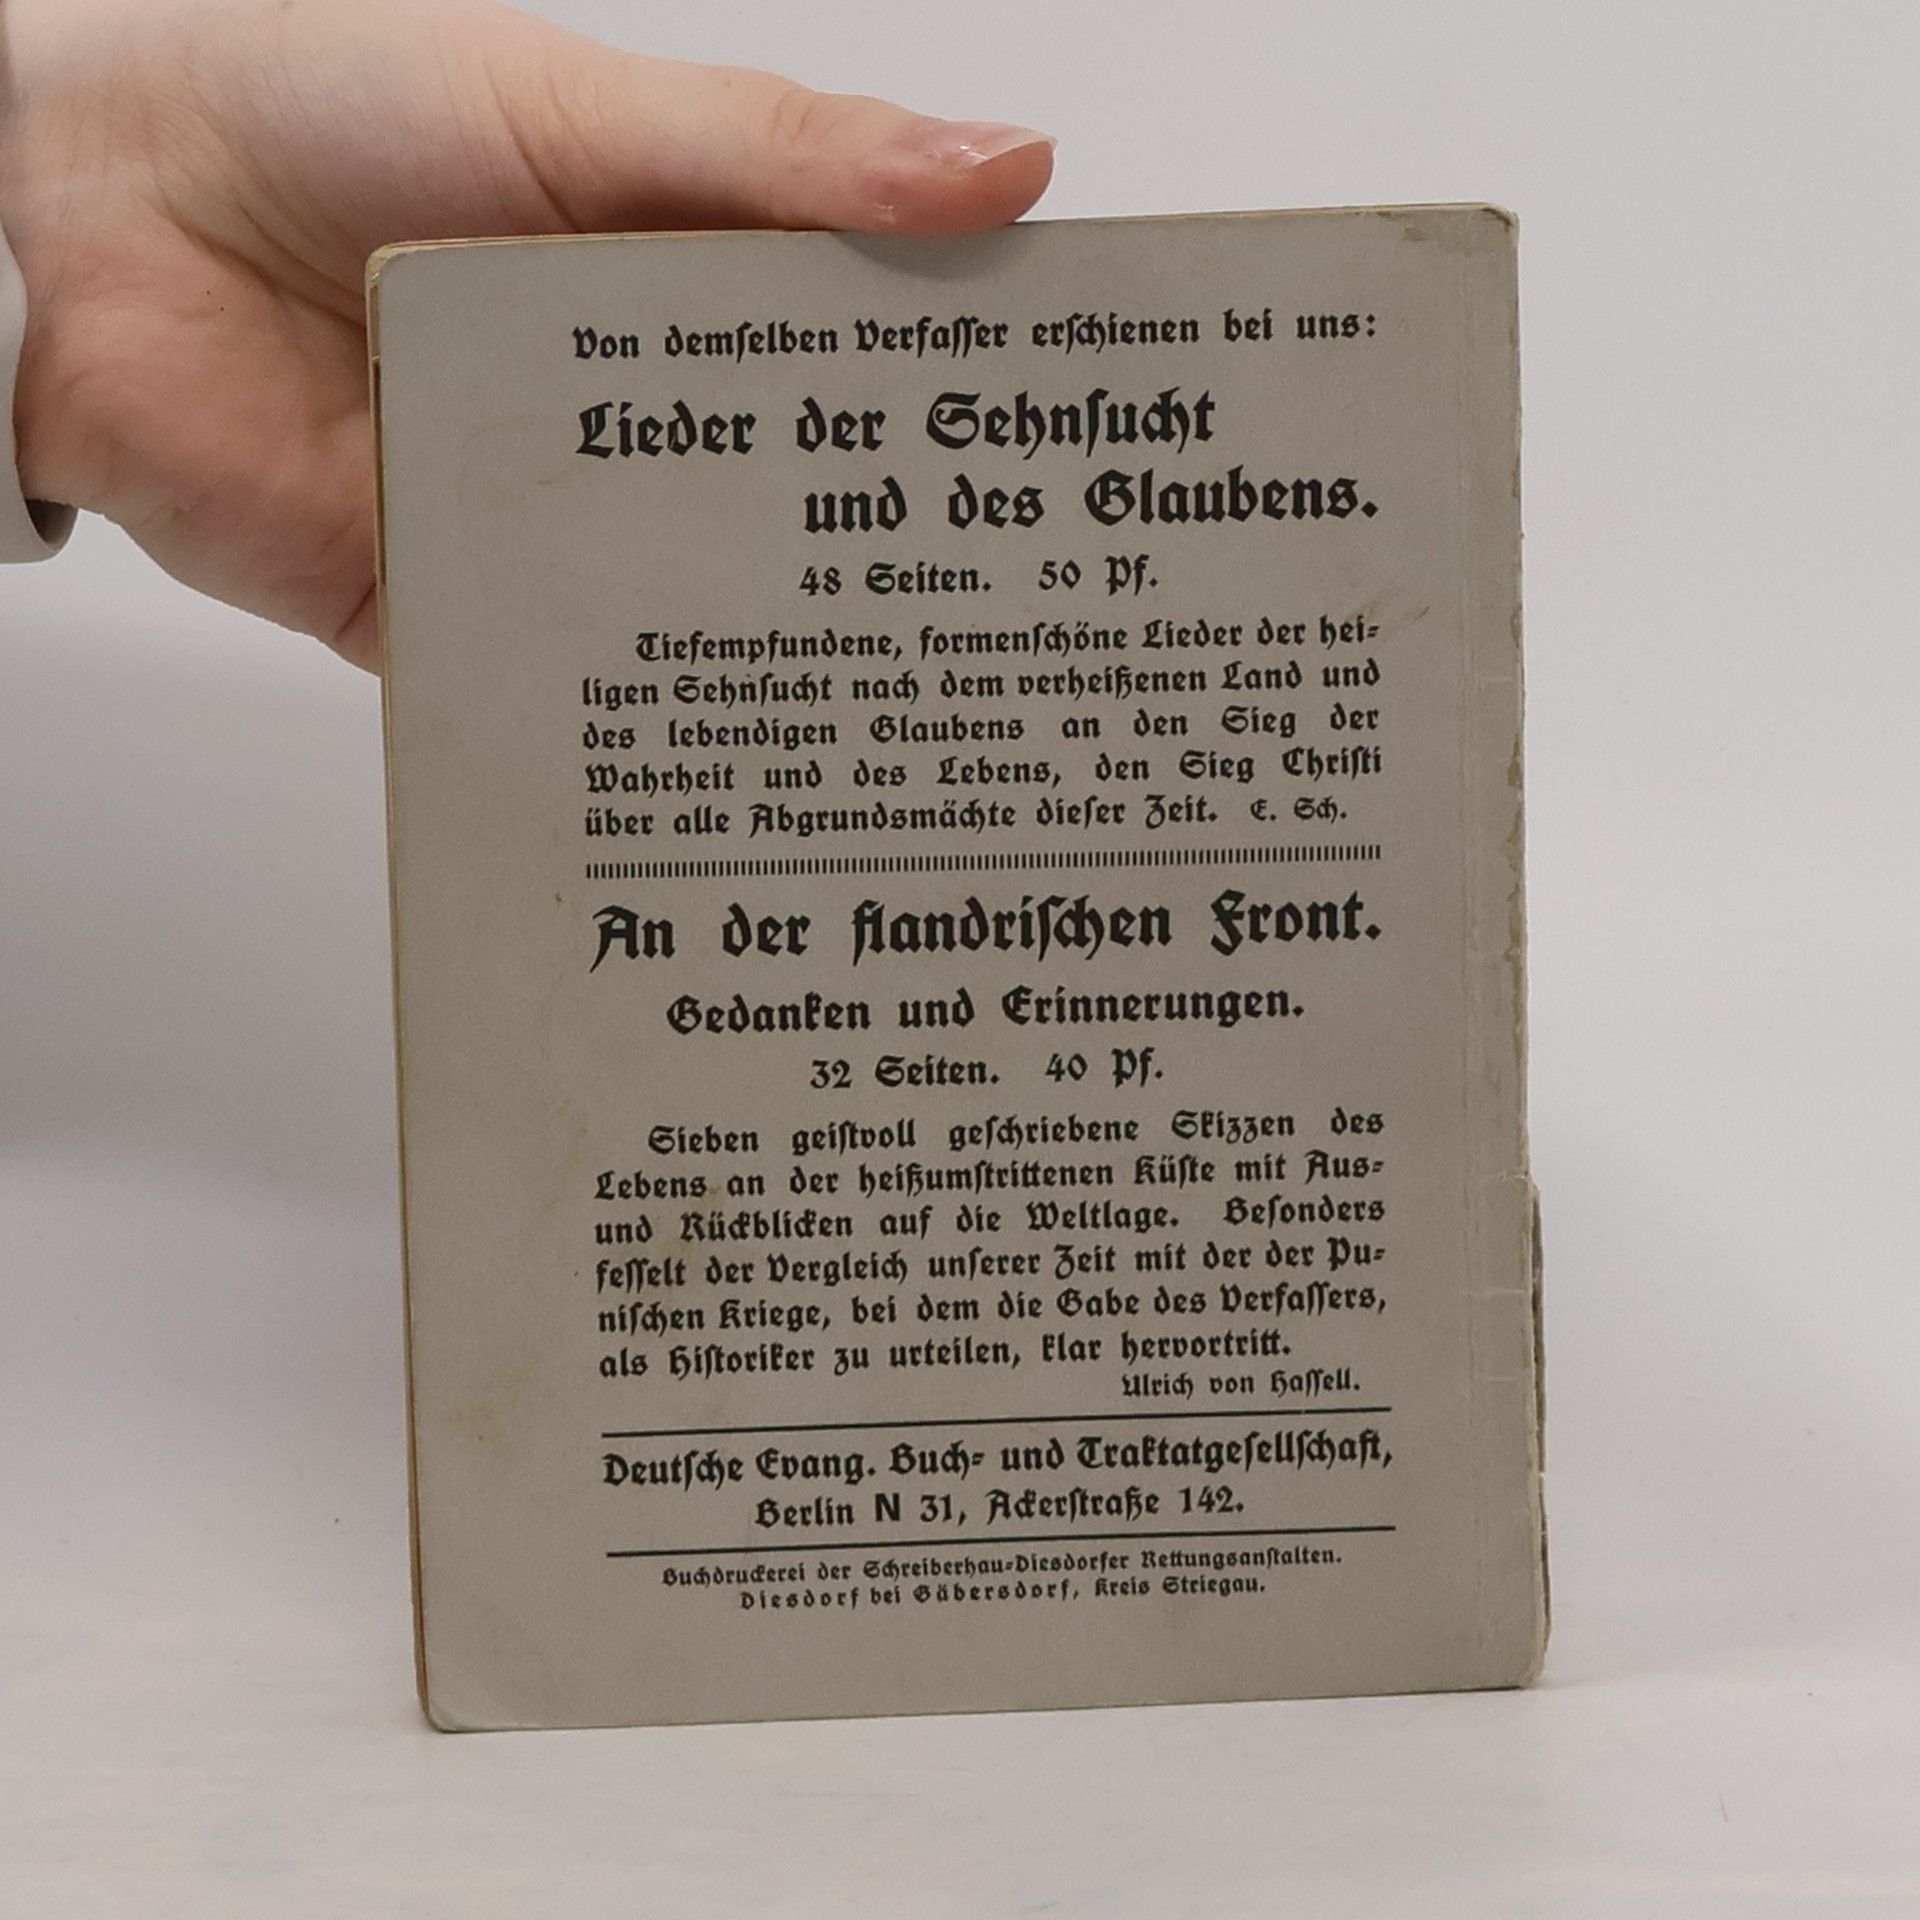 Von demselben Verfasser erschienen bei uns:
Lieder der Sehnsucht
und des Glaubens.
48 Seiten. 50 Pf.
Tiefempfundene, formenschöne Lieder der hei-
ligen Sehnsucht nach dem verheißenen Land und
des lebendigen Glaubens an den Sieg der
Wahrheit und des Lebens, den Sieg Christi
über alle Abgrundsmächte dieser Zeit. E. Sch.
An der flandrischen Front.
Gedanken und Erinnerungen.
32 Seiten. 40 Pf.
Sieben geistvoll geschriebene Skizzen des
Lebens an der heißumstrittenen Küste mit Aus-
und Rückblicken auf die Weltlage. Besonders
fesselt der Vergleich unserer Zeit mit der der Pu-
nischen Kriege, bei dem die Gabe des Verfassers,
als Historiker zu urteilen, klar hervortritt.
Ulrich von Hassell.
Deutsche Evang. Buch- und Traktatgesellschaft,
Berlin N 31, Ackerstraße 142.
Buchdruckerei der Schreiberhau-Diesdorfer Rettungsanstalten.
Diesdorf bei Gäbersdorf, Kreis Striegau.